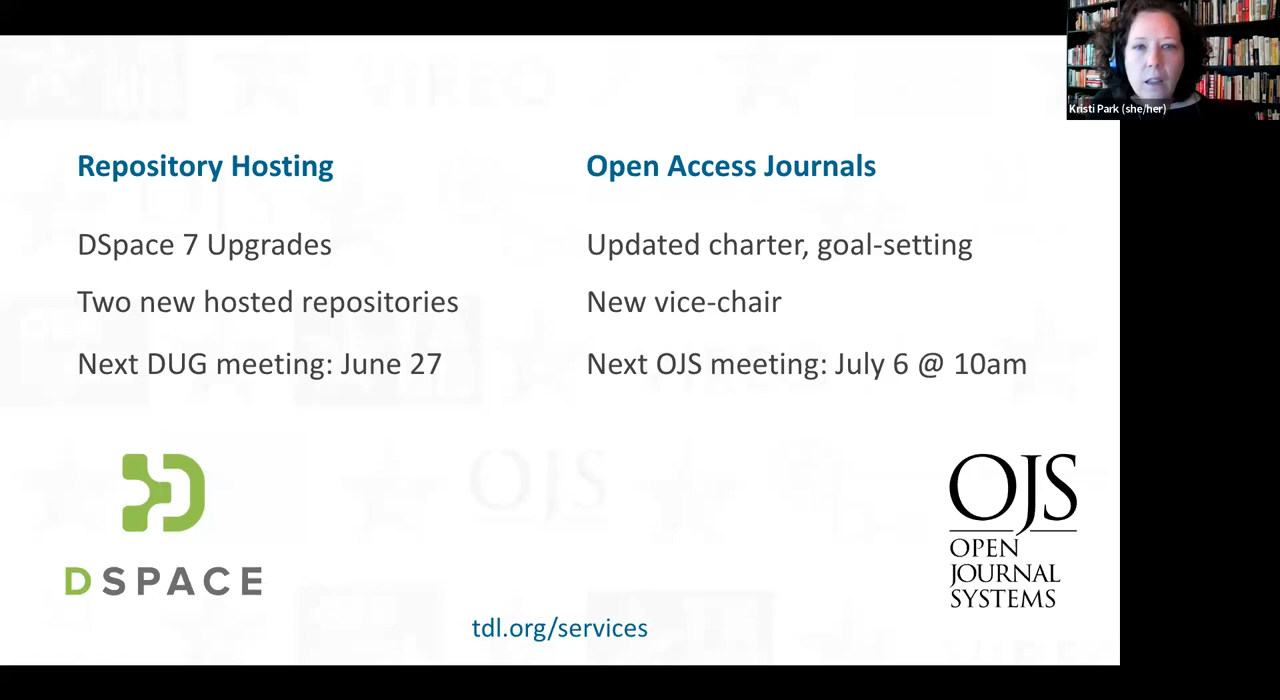 Kristi Park (she/her)
Repository Hosting
DSpace 7 Upgrades
Two new hosted repositories
Next DUG meeting: June 27
Open Access Journals
Updated charter, goal-setting
New vice-chair
Next OJS meeting: July 6 @ 10am
DSPACE
OJS
OJS
OPEN
JOURNAL
SYSTEMS
tdl.org/services